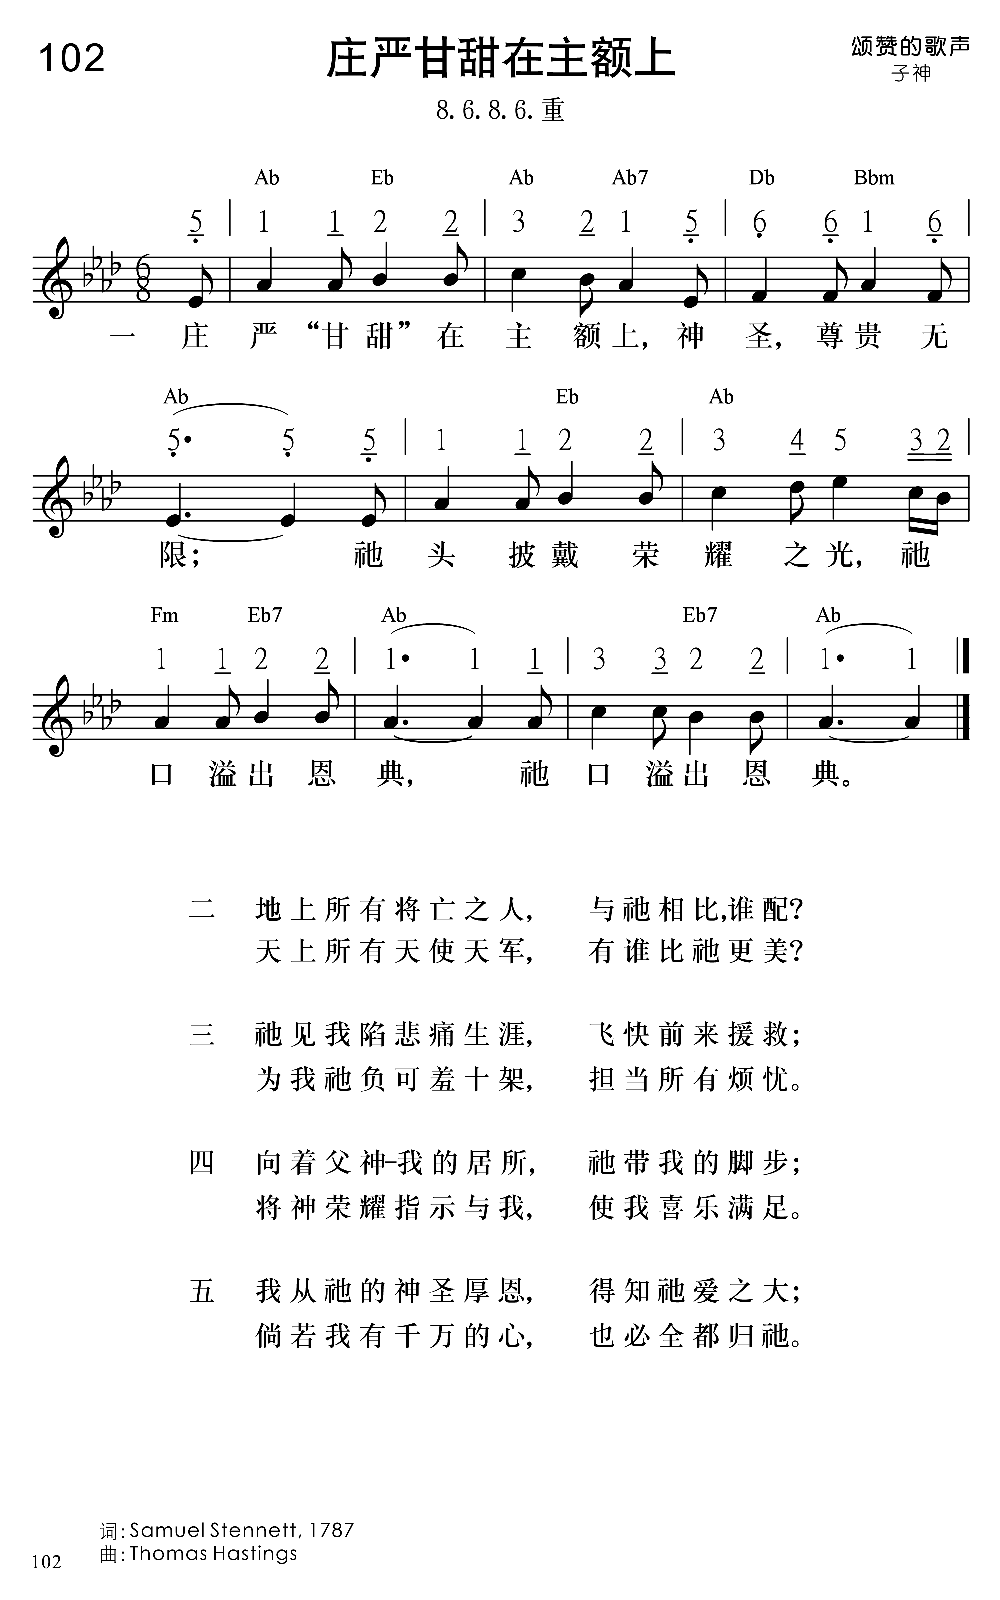 102
庄严甘甜在主额上
颂赞的歌声
子神
8.6.8.6.重
Ab Eb Ab Ab7 Db Bbm
5 | 1 1 2 2 | 3 2 1 5 | 6 6 1 6 |
6
8
一 庄 严 “甘 甜” 在 主 额 上, 神 圣, 尊 贵 无
Ab Eb Ab
5· 5 5 | 1 1 2 2 | 3 4 5 3 2 |
限; 祂 头 披 戴 荣 耀 之 光, 祂
Fm Eb7 Ab Eb7 Ab
1 1 2 2 | 1· 1 1 | 3 3 2 2 | 1· 1
口 溢 出 恩 典, 祂 口 溢 出 恩 典。
二 地上所有将亡之人, 与祂相比,谁配?
天上所有天使天军, 有谁比祂更美?
三 祂见我陷悲痛生涯, 飞快前来援救;
为我祂负可羞十架, 担当所有烦忧。
四 向着父神-我的居所, 祂带我的脚步;
将神荣耀指示与我, 使我喜乐满足。
五 我从祂的神圣厚恩, 得知祂爱之大;
倘若我有千万的心, 也必全都归祂。
词: Samuel Stennett, 1787
曲: Thomas Hastings
102